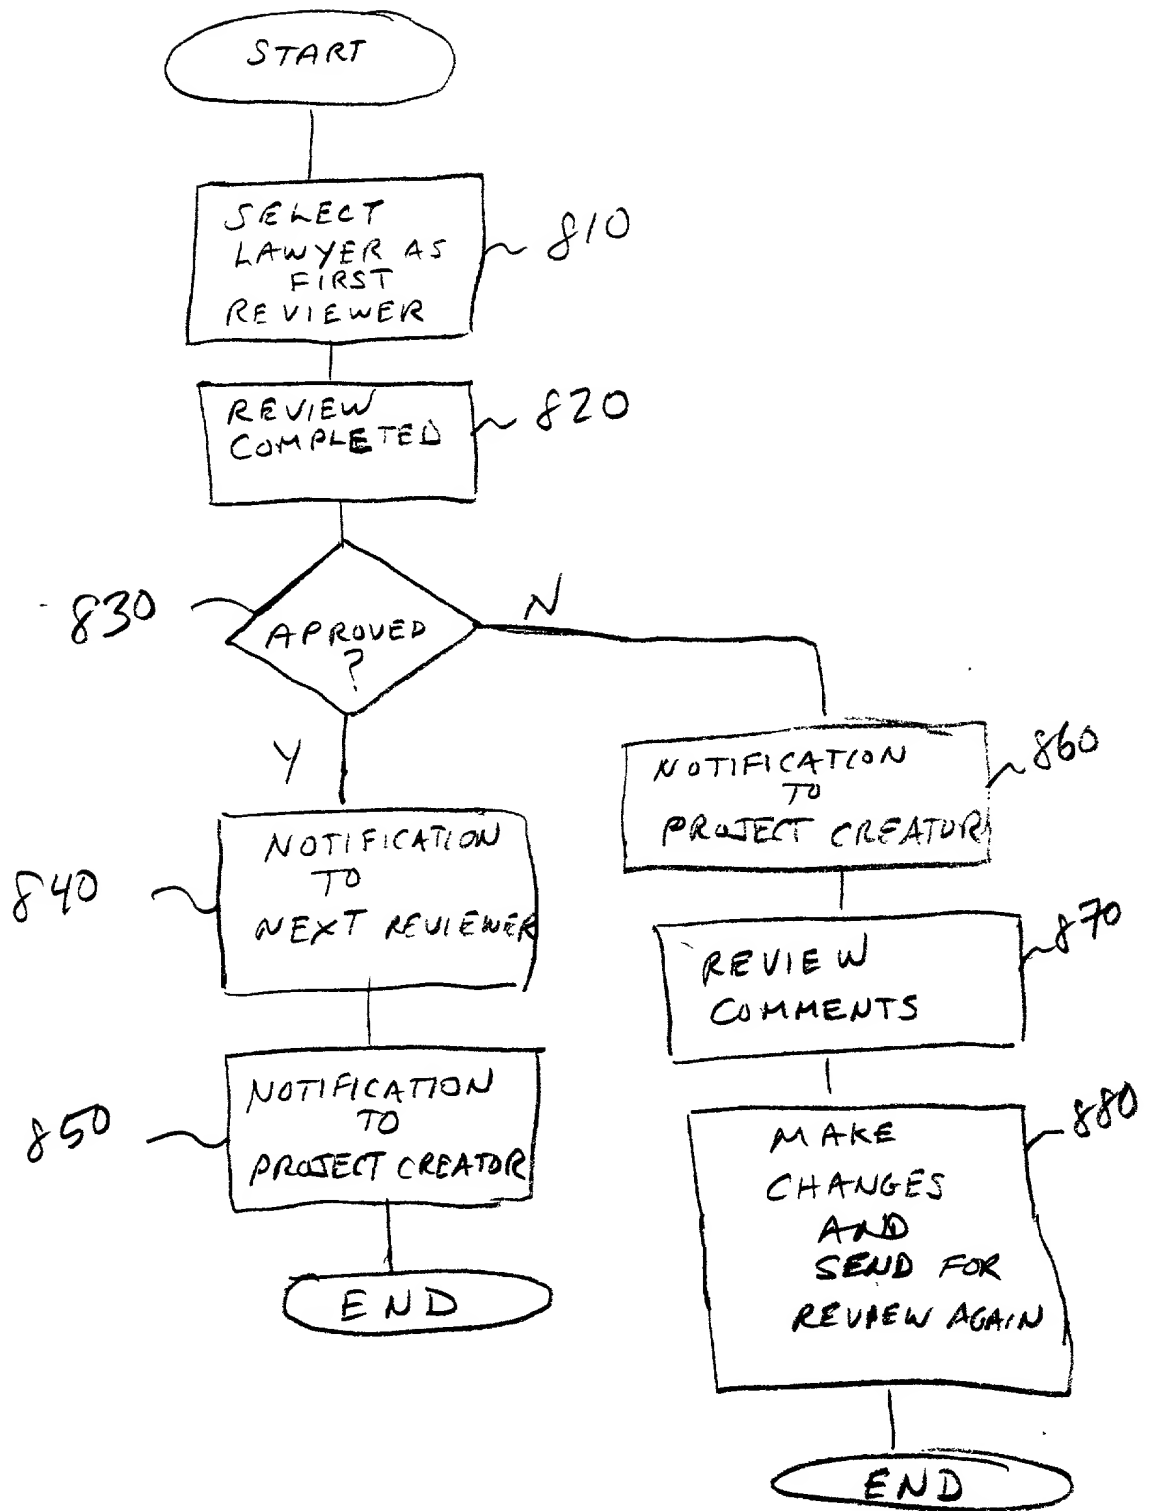 START
SELECT
LAWYER AS
FIRST
REVIEWER
810
REVIEW
COMPLETED
820
830
APROVED
?
N
Y
NOTIFICATION
TO
NEXT REVIEWER
840
NOTIFICATION
TO
PROJECT CREATOR
850
END
NOTIFICATION
TO
PROJECT CREATOR
860
REVIEW
COMMENTS
870
MAKE
CHANGES
AND
SEND FOR
REVIEW AGAIN
880
END